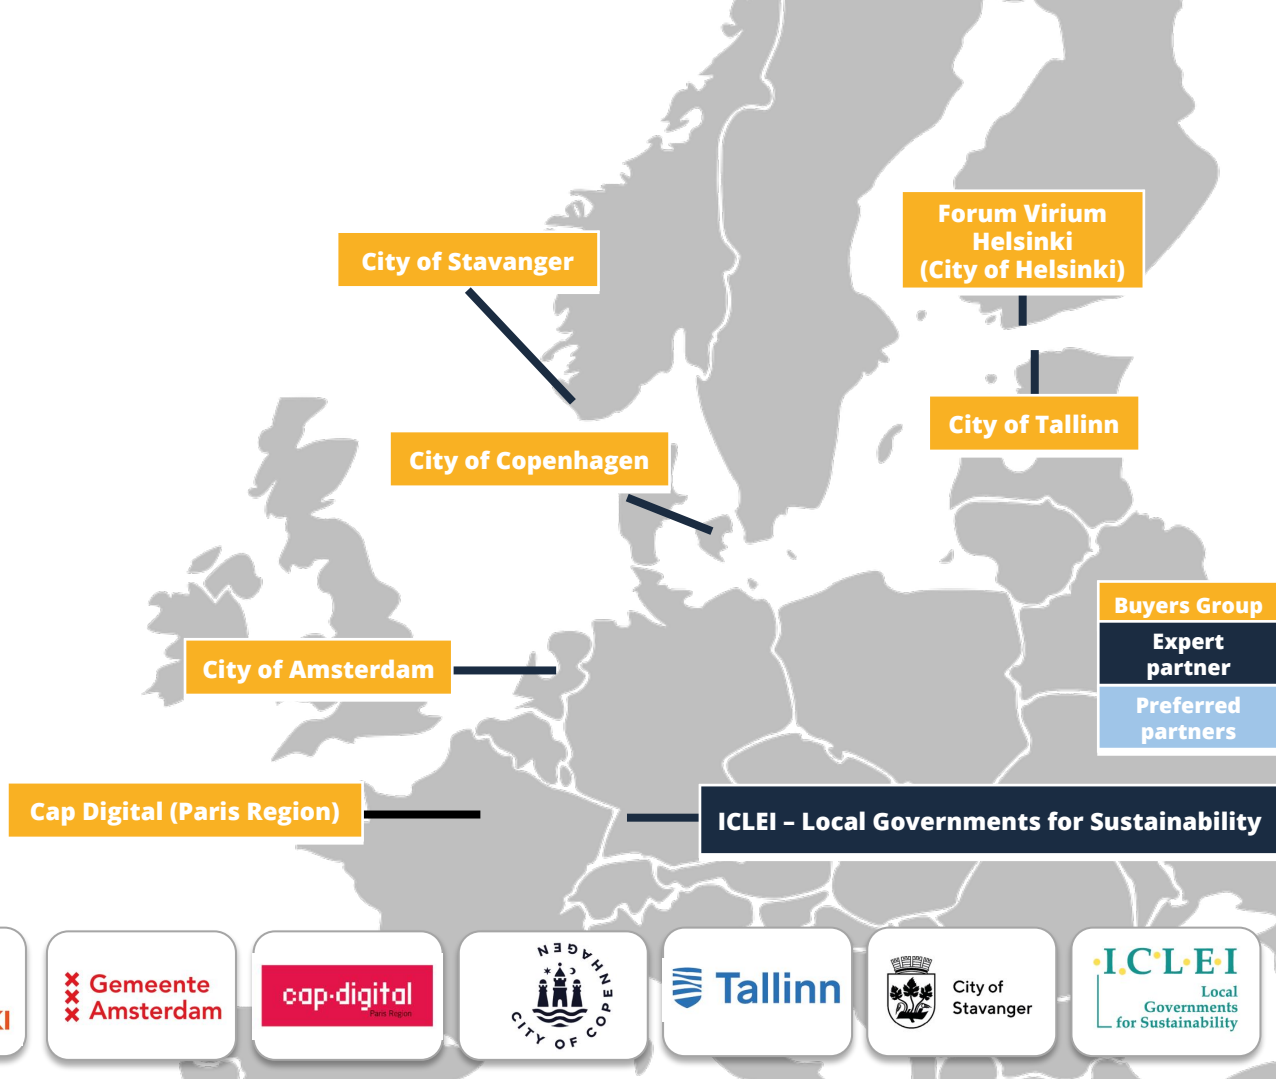 Forum Virium
Helsinki
(City of Helsinki)
City of Stavanger
City of Tallinn
City of Copenhagen
Buyers Group
Expert
partner
Preferred
partners
City of Amsterdam
Cap Digital (Paris Region)
ICLEI – Local Governments for Sustainability
KI
Gemeente
Amsterdam
cap·digital
Paris Region
CITY OF COPENHAGEN
Tallinn
City of
Stavanger
·I.C·L·E·I
Local
Governments
for Sustainability